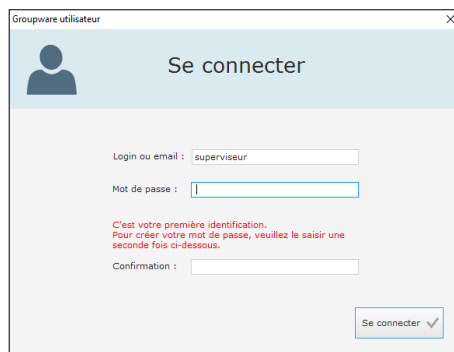 Groupware utilisateur
Se connecter
Login ou email :
superviseur
Mot de passe :
C'est votre première identification.
Pour créer votre mot de passe, veuillez le saisir une
seconde fois ci-dessous.
Confirmation :
Se connecter